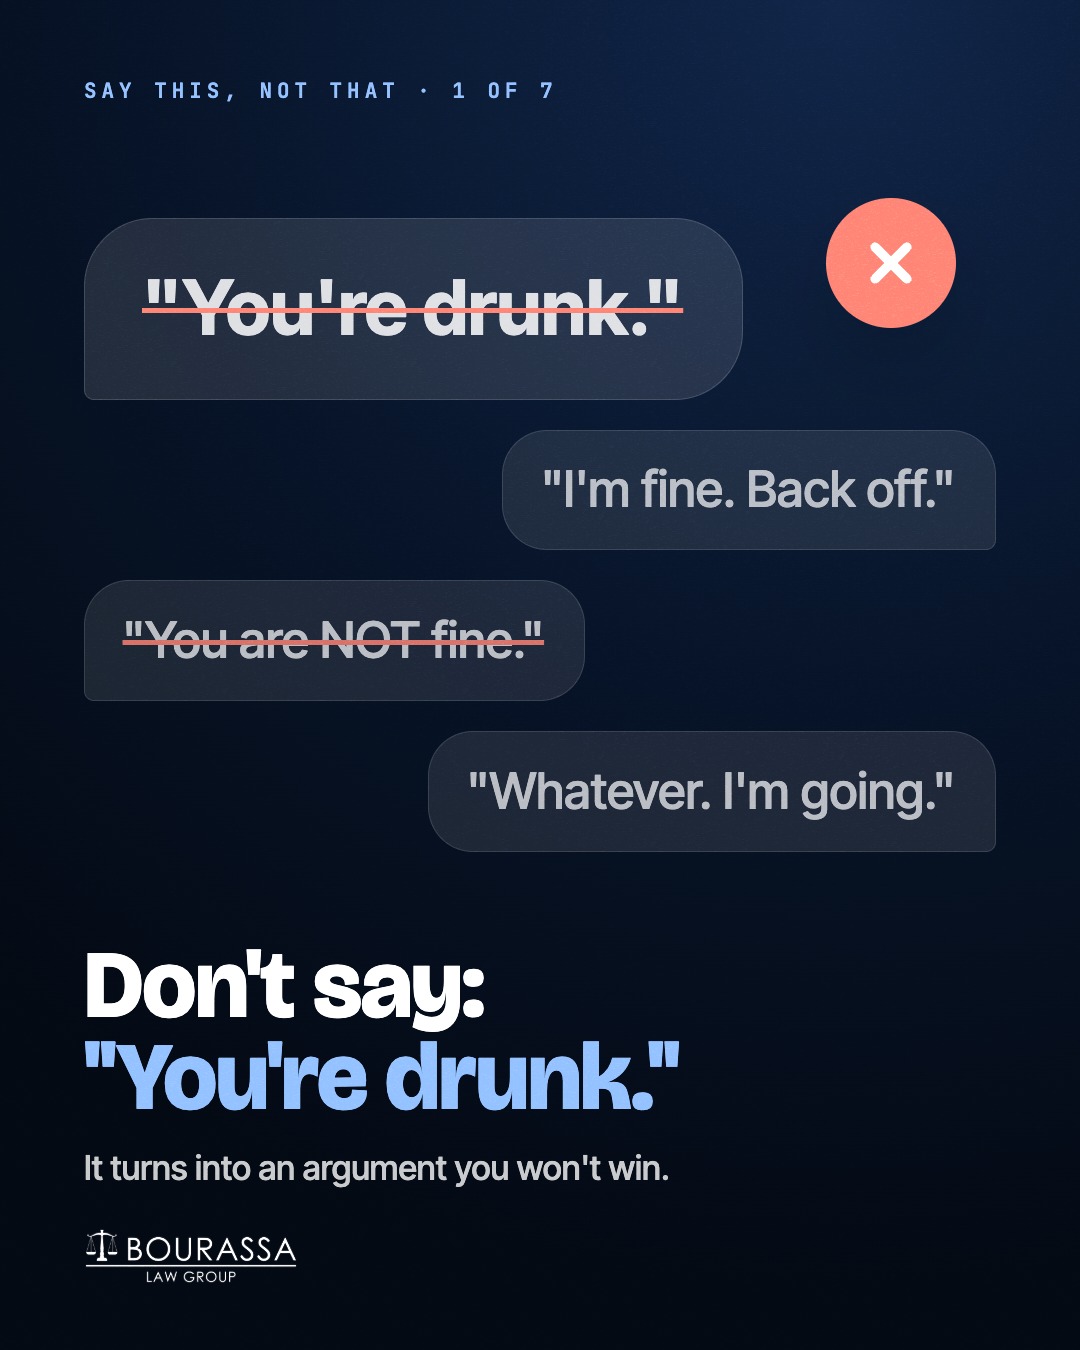 SAY THIS, NOT THAT · 1 OF 7
"You're drunk."
"I'm fine. Back off."
"You are NOT fine."
"Whatever. I'm going."
Don't say:
"You're drunk."
It turns into an argument you won't win.
BOURASSA
LAW GROUP